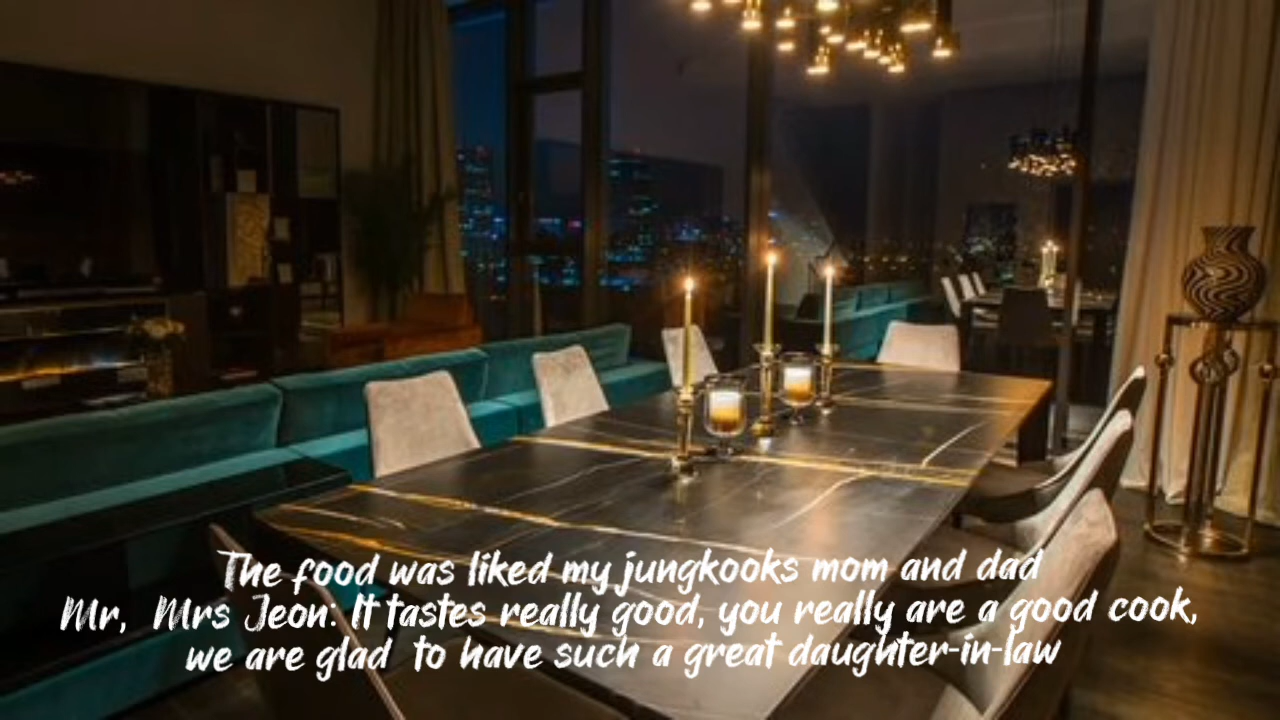 The food was liked my jungkooks mom and dad
Mr, Mrs Jeon: It tastes really good, you really are a good cook,
we are glad to have such a great daughter-in-law